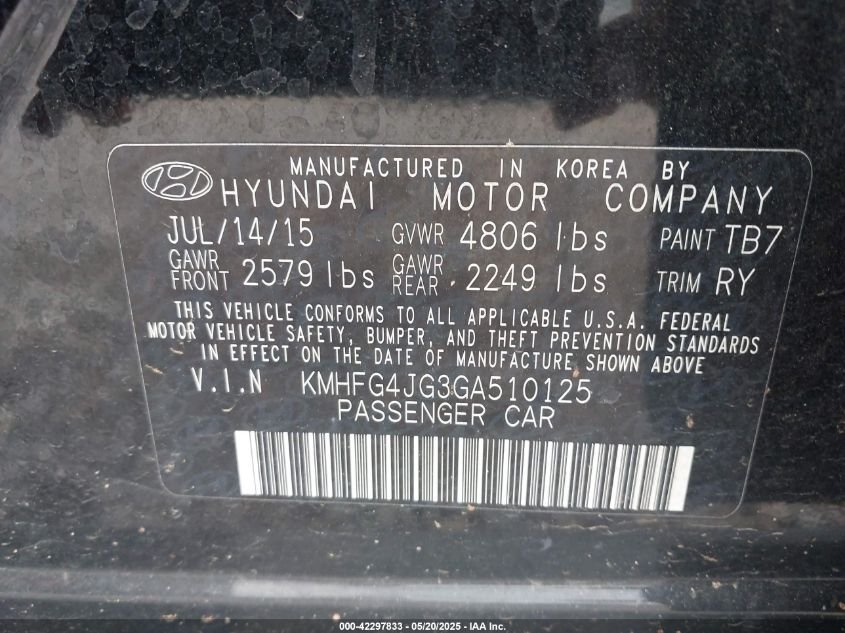 MANUFACTURED IN KOREA BY
HYUNDAI MOTOR COMPANY
JUL/14/15 GVWR 4806 lbs PAINT TB7
GAWR FRONT 2579 lbs GAWR REAR 2249 lbs TRIM RY
THIS VEHICLE CONFORMS TO ALL APPLICABLE U.S.A. FEDERAL
MOTOR VEHICLE SAFETY, BUMPER, AND THEFT PREVENTION STANDARDS
IN EFFECT ON THE DATE OF MANUFACTURE SHOWN ABOVE
V.I.N KMHFG4JG3GA510125
PASSENGER CAR
000-42297833 - 05/20/2025 - IAA Inc.